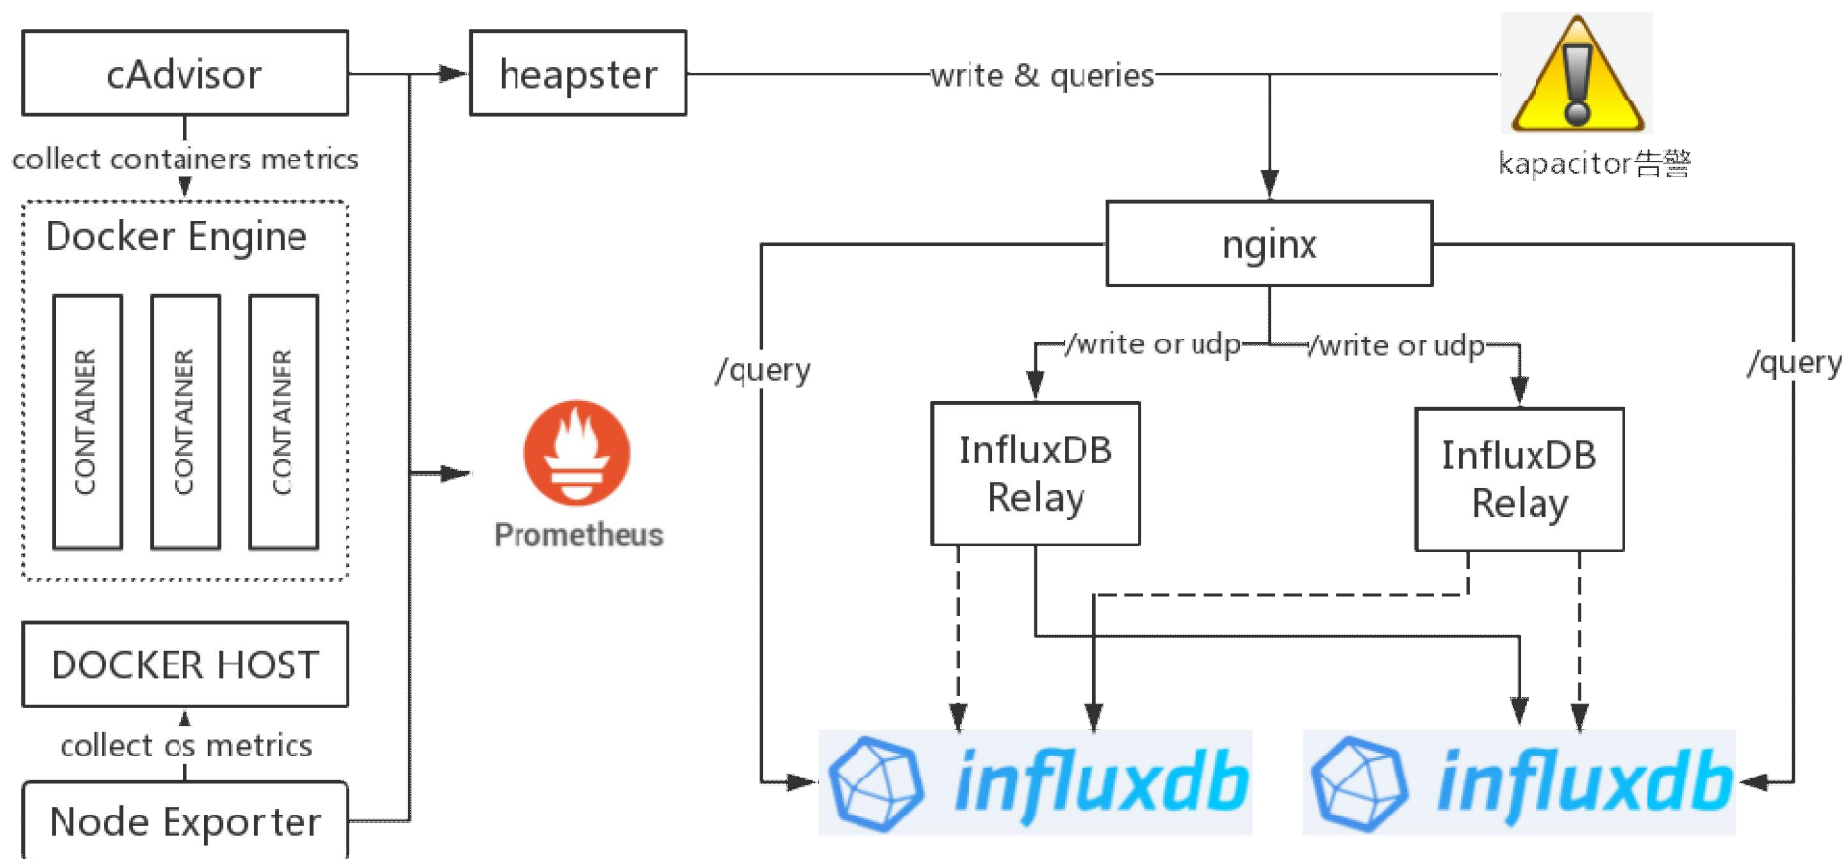 cAdvisor
heapster
write & queries
kapacitor告警
collect containers metrics
Docker Engine
CONTAINER
CONTAINER
CONTAINER
nginx
/write or udp
/write or udp
/query
/query
InfluxDB
Relay
InfluxDB
Relay
Prometheus
DOCKER HOST
collect os metrics
Node Exporter
influxdb
influxdb